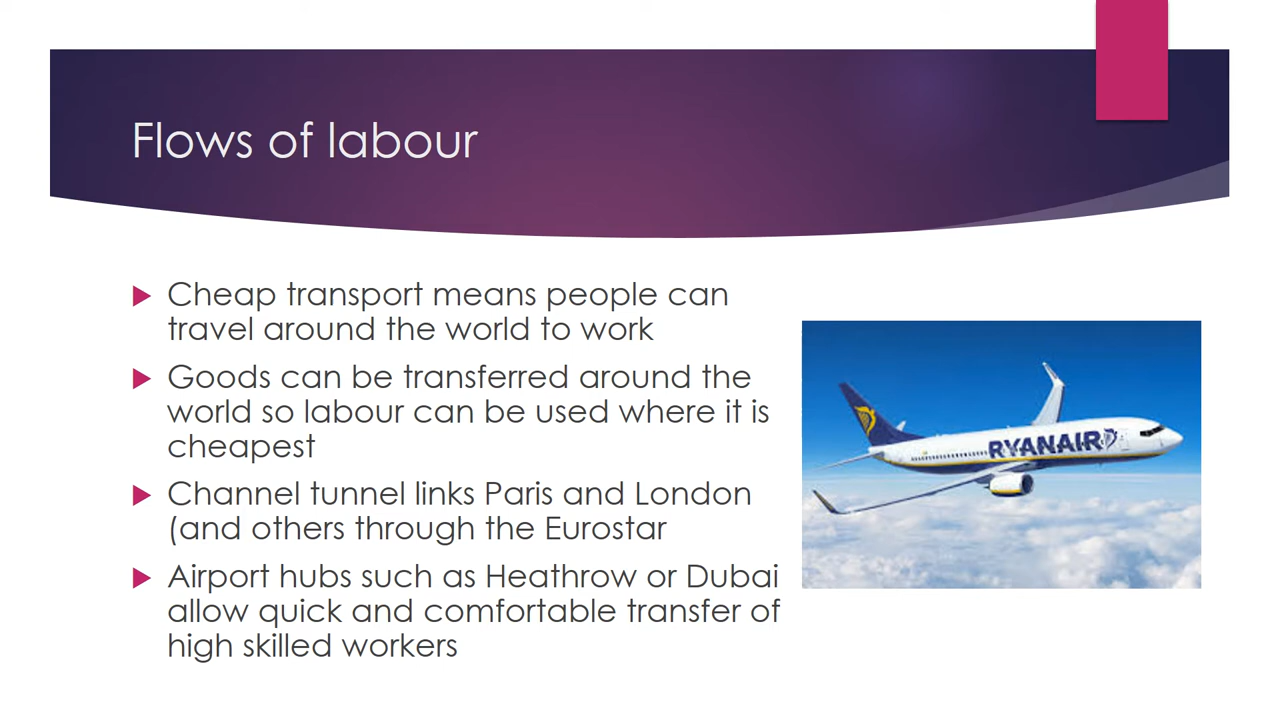 Flows of labour
Cheap transport means people can
travel around the world to work
Goods can be transferred around the
world so labour can be used where it is
cheapest
Channel tunnel links Paris and London
(and others through the Eurostar
Airport hubs such as Heathrow or Dubai
allow quick and comfortable transfer of
high skilled workers
RYANAIR